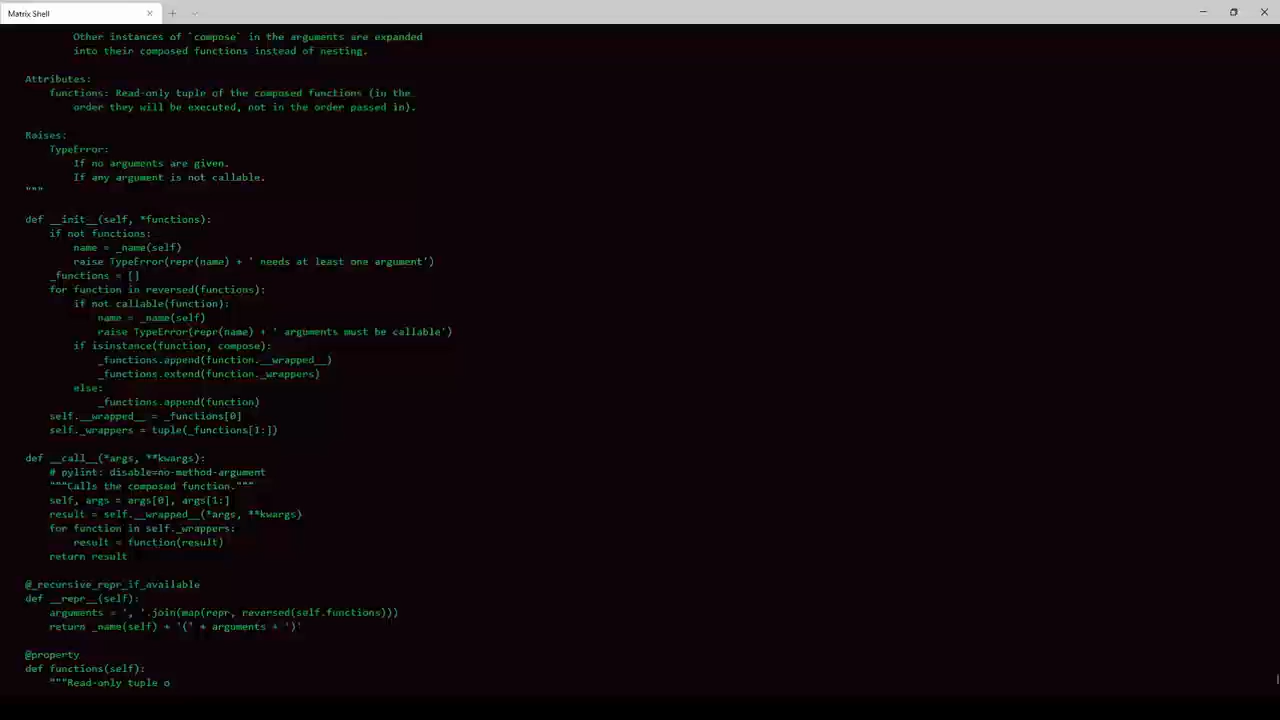 Matrix Shell
Other instances of `compose` in the arguments are expanded
into their composed functions instead of nesting.
Attributes:
functions: Read-only tuple of the composed functions (in the
order they will be executed, not in the order passed in).
Raises:
TypeError:
If no arguments are given.
If any argument is not callable.
"""
def __init__(self, *functions):
if not functions:
name = _name(self)
raise TypeError(repr(name) + ' needs at least one argument')
_functions = []
for function in reversed(functions):
if not callable(function):
name = _name(self)
raise TypeError(repr(name) + ' arguments must be callable')
if isinstance(function, compose):
_functions.append(function.__wrapped__)
_functions.extend(function._wrappers)
else:
_functions.append(function)
self.__wrapped__ = _functions[0]
self._wrappers = tuple(_functions[1:])
def __call__(*args, **kwargs):
# pylint: disable=no-method-argument
"""Calls the composed function."""
self, args = args[0], args[1:]
result = self.__wrapped__(*args, **kwargs)
for function in self._wrappers:
result = function(result)
return result
@_recursive_repr_if_available
def __repr__(self):
arguments = ', '.join(map(repr, reversed(self.functions)))
return _name(self) + '(' + arguments + ')'
@property
def functions(self):
"""Read-only tuple o